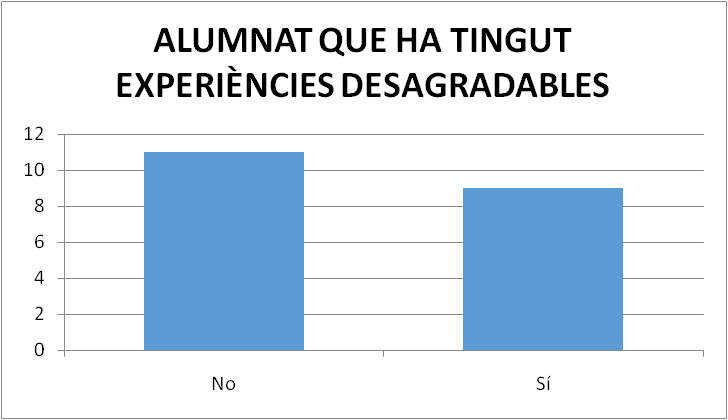 ALUMNAT QUE HA TINGUT
EXPERIÈNCIES DESAGRADABLES
12
10
8
6
4
2
0
No
Sí